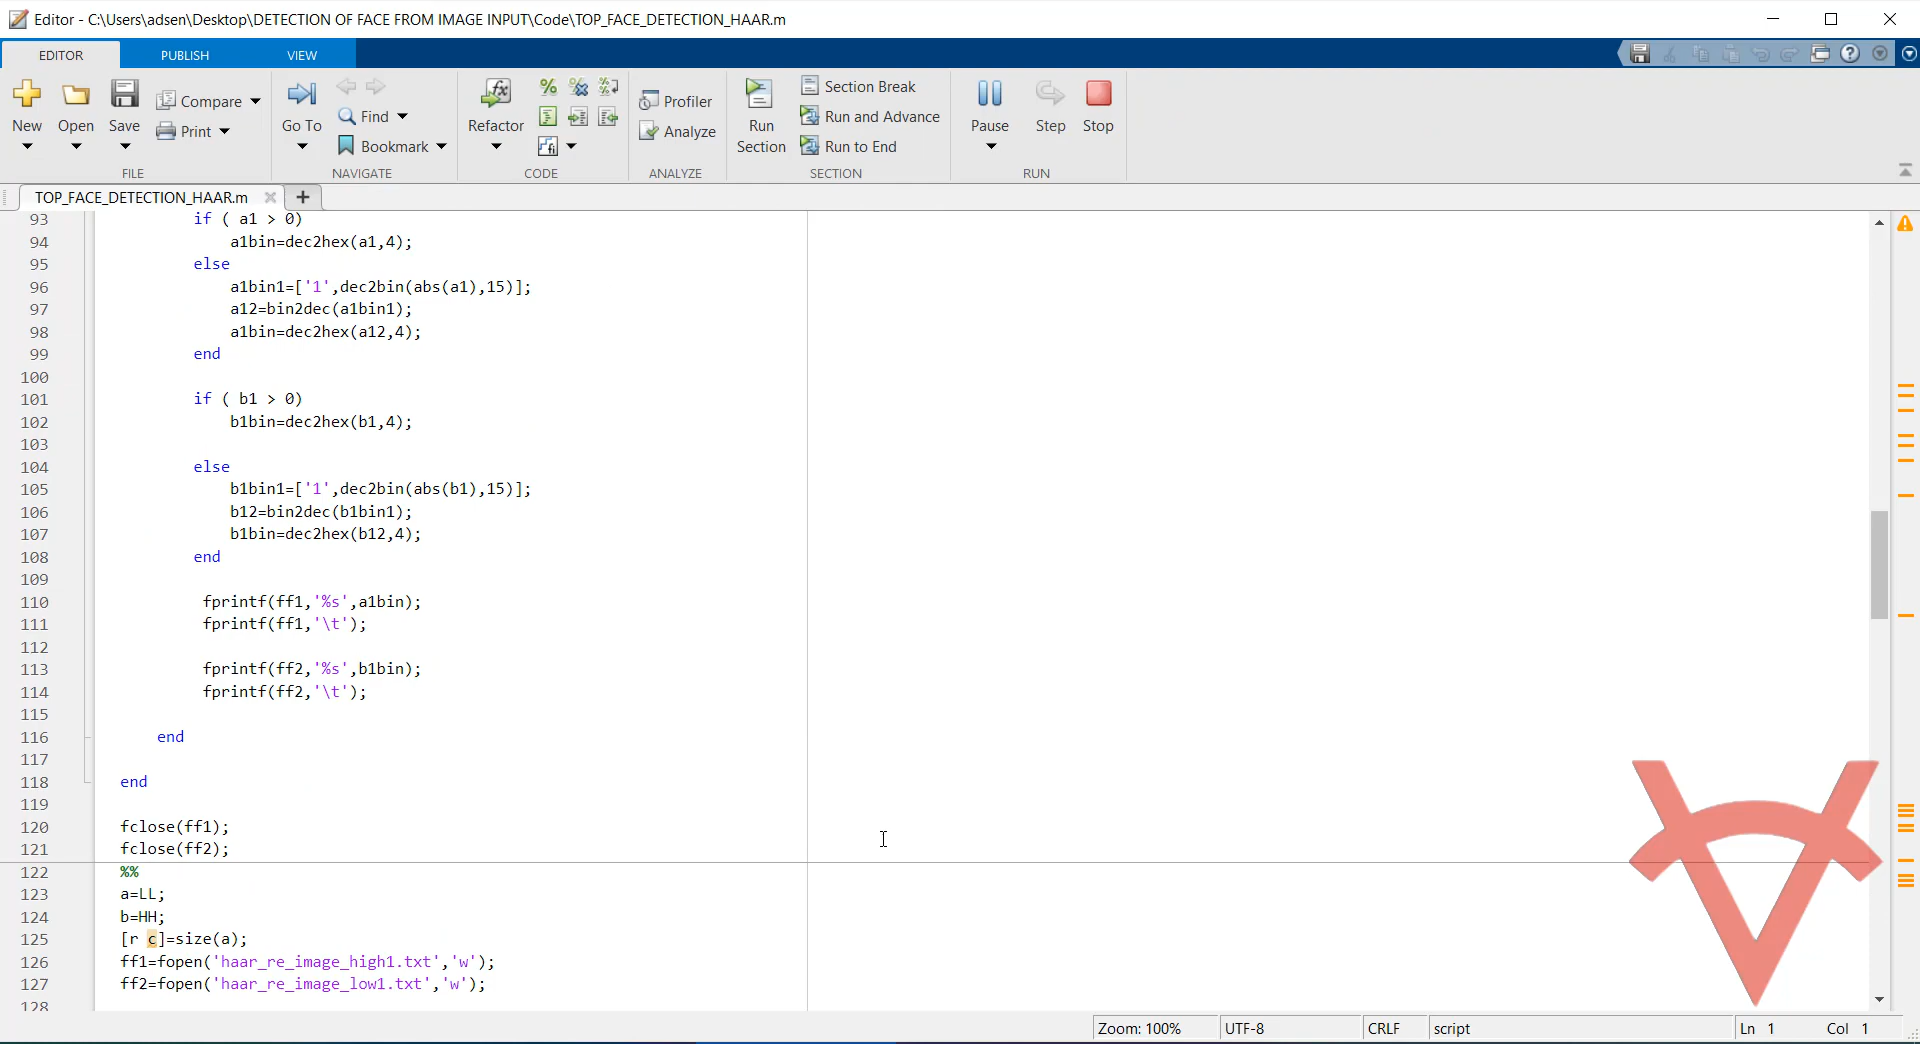 Editor - C:\Users\adsen\Desktop\DETECTION OF FACE FROM IMAGE INPUT\Code\TOP_FACE_DETECTION_HAAR.m
EDITOR PUBLISH VIEW
New Open Save Compare Print
Go To Find Bookmark
Refactor
Profiler Analyze
Run Section Section Break Run and Advance Run to End
Pause Step Stop
FILE NAVIGATE CODE ANALYZE SECTION RUN
TOP_FACE_DETECTION_HAAR.m
93 if ( a1 > 0)
94 a1bin=dec2hex(a1,4);
95 else
96 a1bin1=['1',dec2bin(abs(a1),15)];
97 a12=bin2dec(a1bin1);
98 a1bin=dec2hex(a12,4);
99 end
100
101 if ( b1 > 0)
102 b1bin=dec2hex(b1,4);
103
104 else
105 b1bin1=['1',dec2bin(abs(b1),15)];
106 b12=bin2dec(b1bin1);
107 b1bin=dec2hex(b12,4);
108 end
109
110 fprintf(ff1,'%s',a1bin);
111 fprintf(ff1,'\t');
112
113 fprintf(ff2,'%s',b1bin);
114 fprintf(ff2,'\t');
115
116 end
117
118 end
119
120 fclose(ff1);
121 fclose(ff2);
122 %%
123 a=LL;
124 b=HH;
125 [r c]=size(a);
126 ff1=fopen('haar_re_image_high1.txt','w');
127 ff2=fopen('haar_re_image_low1.txt','w');
128
Zoom: 100% UTF-8 CRLF script Ln 1 Col 1